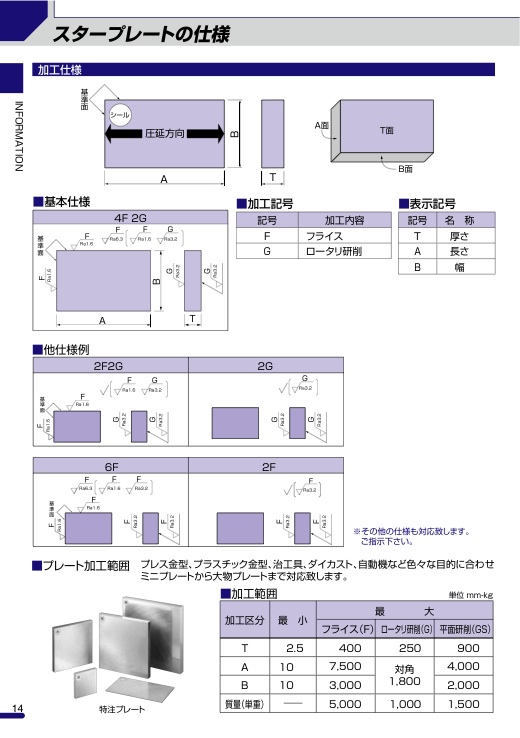 スタープレートの仕様
加工仕様
INFORMATION
基準面
シール
圧延方向
B
A
T
A面
T面
B面
■基本仕様
4F 2G
基準面
F Ra1.6
F Ra6.3 F Ra1.6 G Ra3.2
F Ra1.6
B
G Ra3.2
G Ra3.2
A
T
■加工記号
記号 加工内容
F フライス
G ロータリ研削
■表示記号
記号 名 称
T 厚さ
A 長さ
B 幅
■他仕様例
2F2G 2G
基準面
F Ra1.6
F Ra1.6 G Ra3.2
F Ra1.6
G Ra3.2
G Ra3.2
G Ra3.2
G Ra3.2
G Ra3.2
6F 2F
基準面
F Ra6.3 F Ra1.6 F Ra3.2
F Ra1.6
F Ra1.6
F Ra3.2
F Ra3.2
F Ra3.2
F Ra3.2
F Ra3.2
※その他の仕様も対応致します。
ご指示下さい。
■プレート加工範囲
プレス金型、プラスチック金型、治工具、ダイカスト、自動機など色々な目的に合わせ
ミニプレートから大物プレートまで対応致します。
特注プレート
■加工範囲 単位 mm-kg
加工区分 最 小 最 大
フライス(F) ロータリ研削(G) 平面研削(GS)
T 2.5 400 250 900
A 10 7,500 対角 1,800 4,000
B 10 3,000 2,000
質量(単重) ── 5,000 1,000 1,500
14